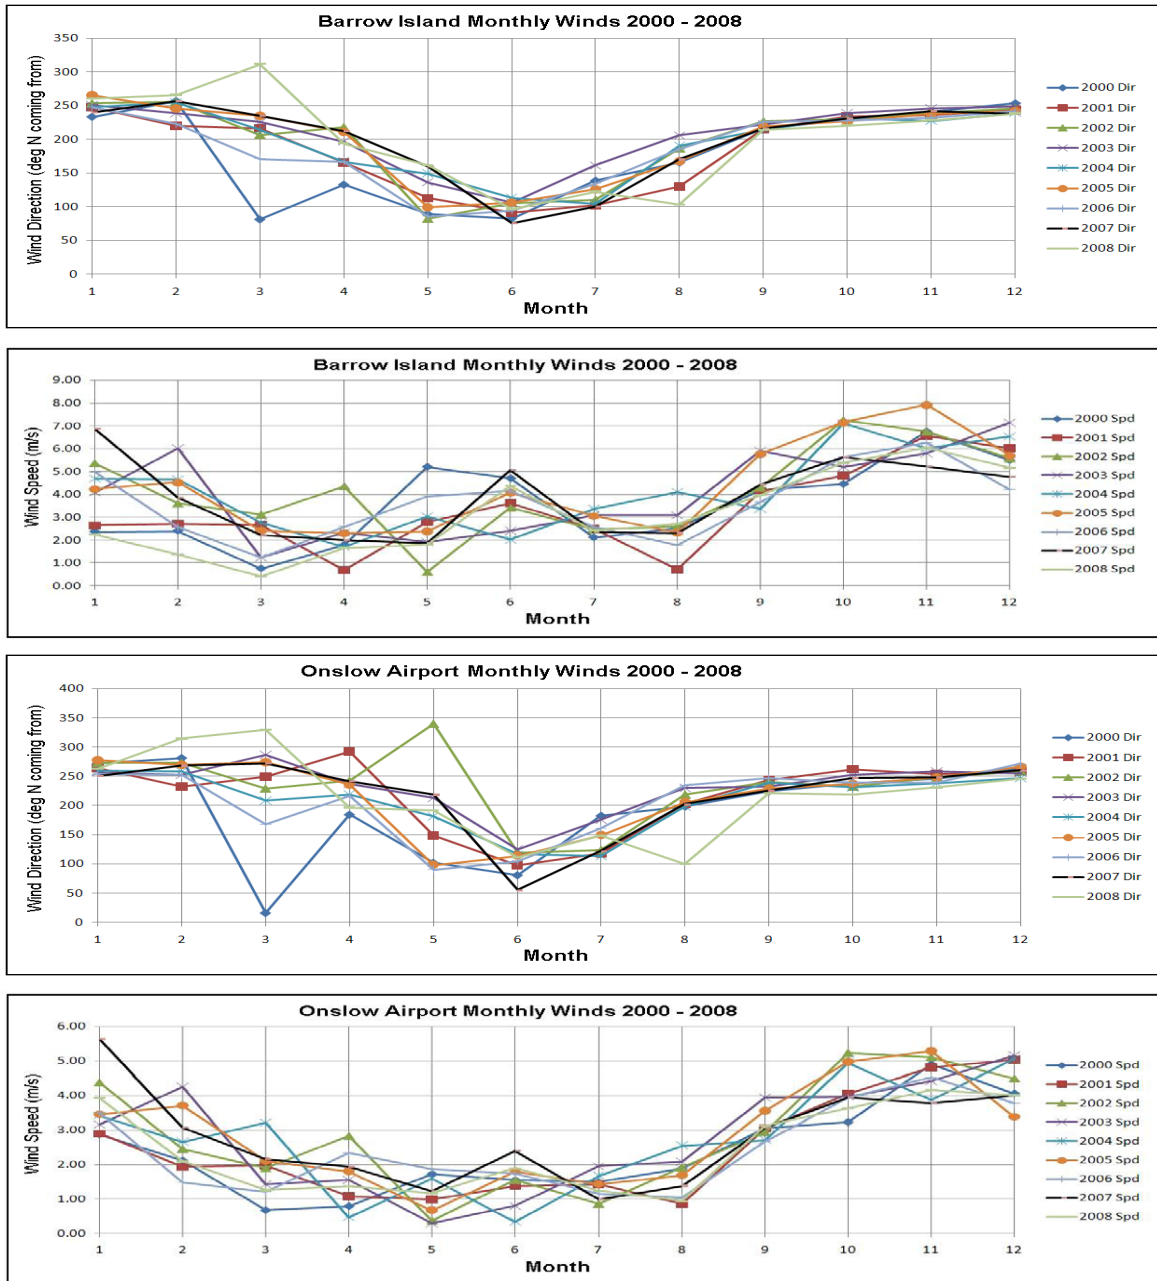 Barrow Island Monthly Winds 2000 - 2008
Wind Direction (deg N coming from)
350
300
250
200
150
100
50
0
1 2 3 4 5 6 7 8 9 10 11 12
Month
2000 Dir
2001 Dir
2002 Dir
2003 Dir
2004 Dir
2005 Dir
2006 Dir
2007 Dir
2008 Dir
Barrow Island Monthly Winds 2000 - 2008
Wind Speed (m/s)
9.00
8.00
7.00
6.00
5.00
4.00
3.00
2.00
1.00
0.00
1 2 3 4 5 6 7 8 9 10 11 12
Month
2000 Spd
2001 Spd
2002 Spd
2003 Spd
2004 Spd
2005 Spd
2006 Spd
2007 Spd
2008 Spd
Onslow Airport Monthly Winds 2000 - 2008
Wind Direction (deg N coming from)
400
350
300
250
200
150
100
50
0
1 2 3 4 5 6 7 8 9 10 11 12
Month
2000 Dir
2001 Dir
2002 Dir
2003 Dir
2004 Dir
2005 Dir
2006 Dir
2007 Dir
2008 Dir
Onslow Airport Monthly Winds 2000 - 2008
Wind Speed (m/s)
6.00
5.00
4.00
3.00
2.00
1.00
0.00
1 2 3 4 5 6 7 8 9 10 11 12
Month
2000 Spd
2001 Spd
2002 Spd
2003 Spd
2004 Spd
2005 Spd
2006 Spd
2007 Spd
2008 Spd